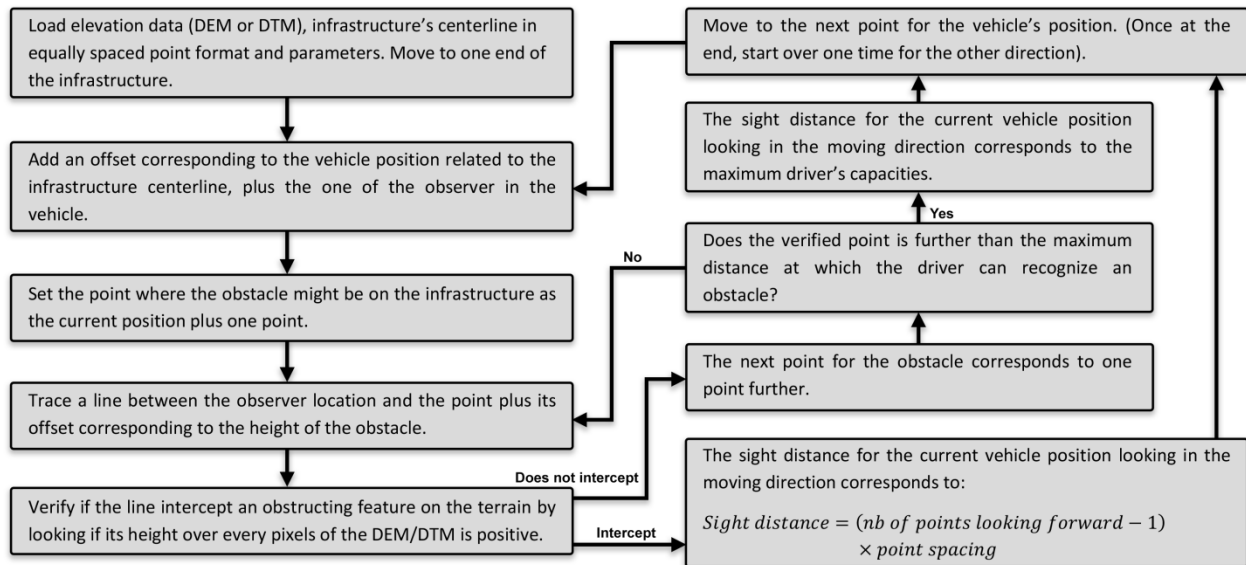 Load elevation data (DEM or DTM), infrastructure's centerline in
equally spaced point format and parameters. Move to one end of
the infrastructure.
Add an offset corresponding to the vehicle position related to the
infrastructure centerline, plus the one of the observer in the
vehicle.
Set the point where the obstacle might be on the infrastructure as
the current position plus one point.
Trace a line between the observer location and the point plus its
offset corresponding to the height of the obstacle.
Verify if the line intercept an obstructing feature on the terrain by
looking if its height over every pixels of the DEM/DTM is positive.
Does not intercept
Intercept
Move to the next point for the vehicle's position. (Once at the
end, start over one time for the other direction).
The sight distance for the current vehicle position
looking in the moving direction corresponds to the
maximum driver's capacities.
Yes
Does the verified point is further than the maximum
distance at which the driver can recognize an
obstacle?
No
The next point for the obstacle corresponds to one
point further.
The sight distance for the current vehicle position looking in the
moving direction corresponds to:
Sight distance = (nb of points looking forward − 1)
× point spacing